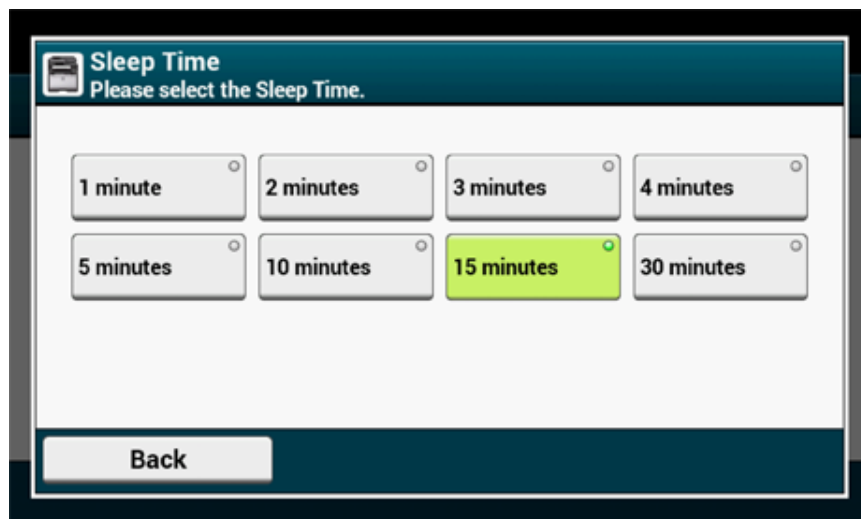 Sleep Time
Please select the Sleep Time.
1 minute
2 minutes
3 minutes
4 minutes
5 minutes
10 minutes
15 minutes
30 minutes
Back